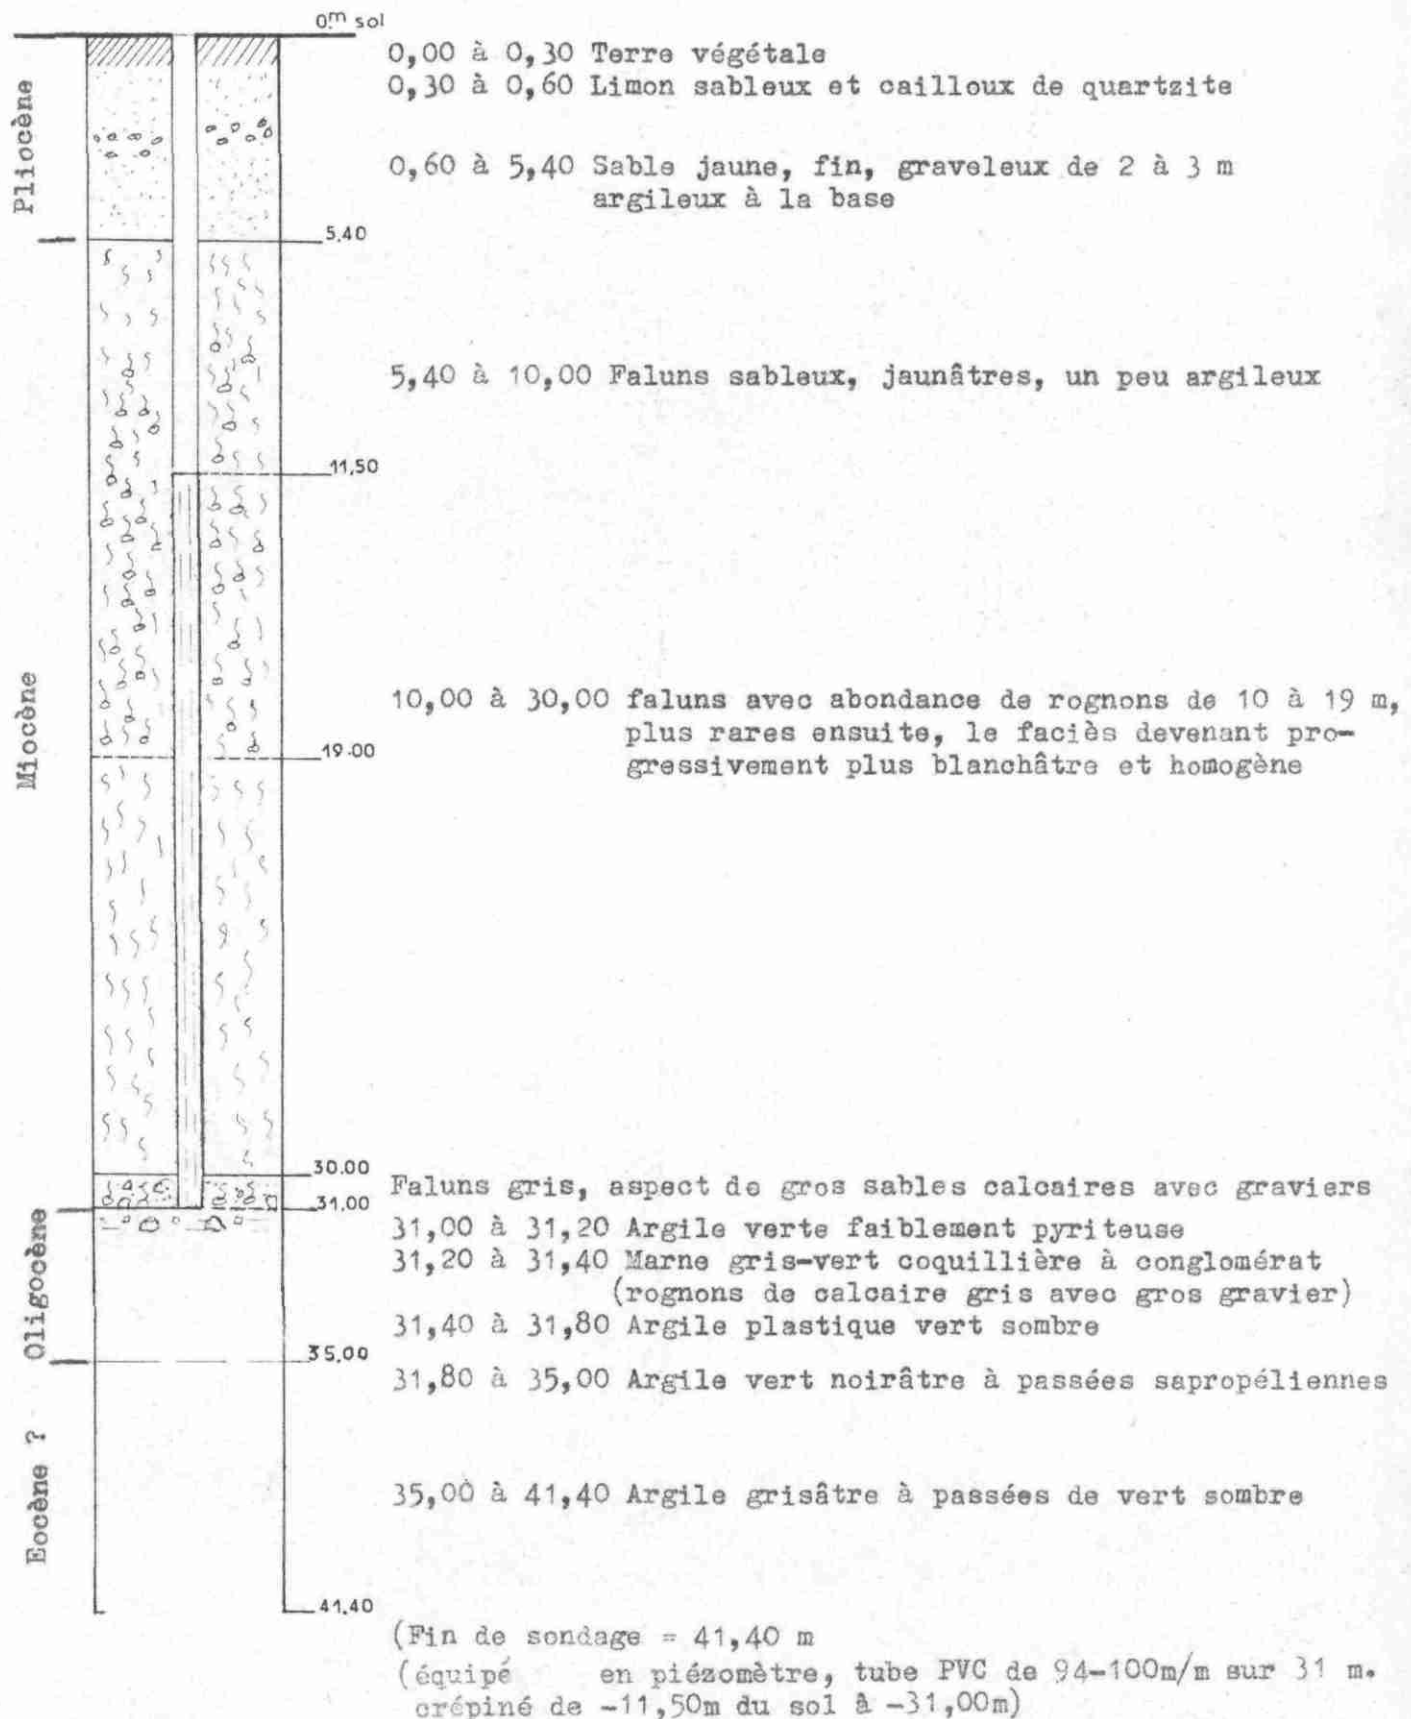 0m sol
0,00 à 0,30 Terre végétale
0,30 à 0,60 Limon sableux et cailloux de quartzite
Pliocène
0,60 à 5,40 Sable jaune, fin, graveleux de 2 à 3 m
argileux à la base
5.40
5,40 à 10,00 Faluns sableux, jaunâtres, un peu argileux
11,50
Miocène
10,00 à 30,00 faluns avec abondance de rognons de 10 à 19 m,
plus rares ensuite, le faciès devenant pro-
gressivement plus blanchâtre et homogène
19.00
30.00
Faluns gris, aspect de gros sables calcaires avec graviers
31.00
31,00 à 31,20 Argile verte faiblement pyriteuse
31,20 à 31,40 Marne gris-vert coquillière à conglomérat
(rognons de calcaire gris avec gros gravier)
Oligocène
31,40 à 31,80 Argile plastique vert sombre
35,00
31,80 à 35,00 Argile vert noirâtre à passées sapropéliennes
Eocène ?
35,00 à 41,40 Argile grisâtre à passées de vert sombre
41.40
(Fin de sondage = 41,40 m
(équipé en piézomètre, tube PVC de 94-100m/m sur 31 m.
crépiné de -11,50m du sol à -31,00m)